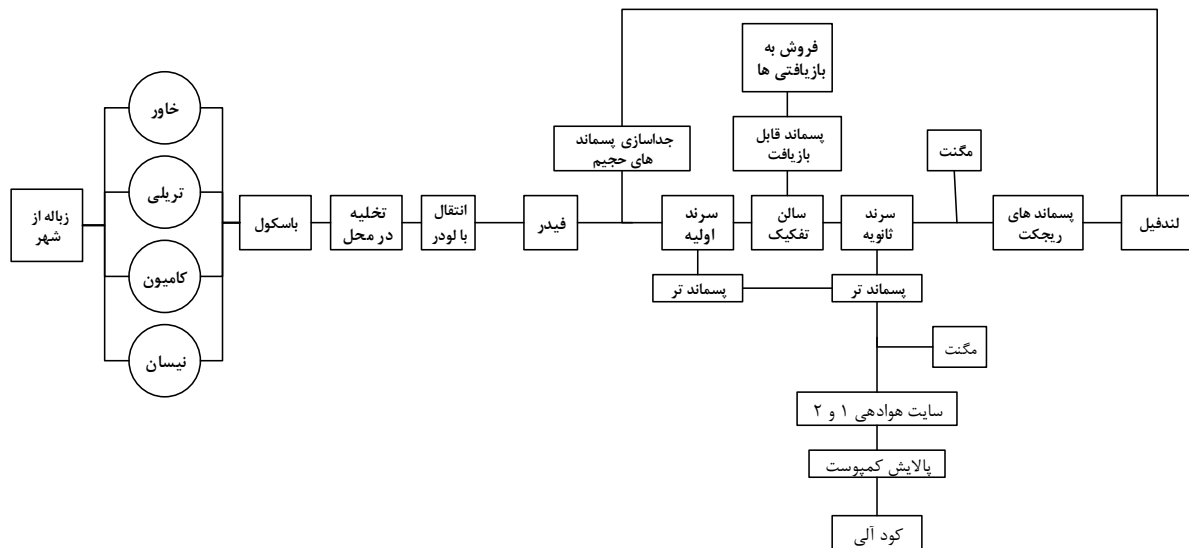 فروش به
بازیافتی ها
خاور
جداسازی پسماند
های حجیم
پسماند قابل
بازیافت
مگنت
تریلی
زباله از
شهر
باسکول
تخلیه
در محل
انتقال
با لودر
فیدر
سرند
اولیه
سالن
تفکیک
سرند
ثانویه
پسماند های
ریجکت
لندفیل
کامیون
پسماند تر
پسماند تر
نیسان
مگنت
سایت هوادهی ۱ و ۲
پالایش کمپوست
کود آلی